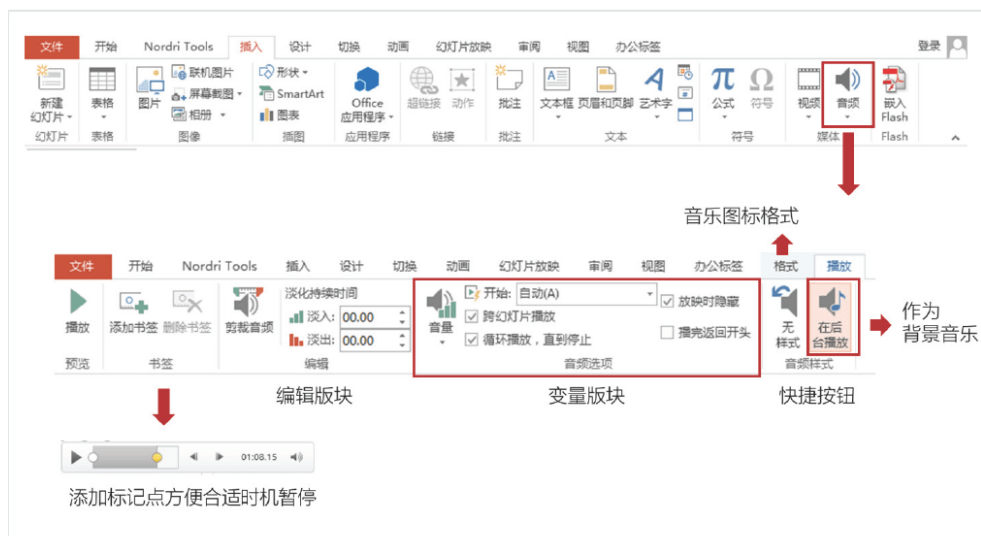 文件 开始 Nordri Tools 插入 设计 切换 动画 幻灯片放映 审阅 视图 办公标签 登录
新建幻灯片 表格 图片 联机图片 屏幕截图 相册 形状 SmartArt 图表 Office 应用程序 超链接 动作 批注 文本框 页眉和页脚 艺术字 公式 符号 视频 音频 嵌入 Flash
幻灯片 表格 图像 插图 应用程序 链接 批注 文本 符号 媒体 Flash
音乐图标格式
文件 开始 Nordri Tools 插入 设计 切换 动画 幻灯片放映 审阅 视图 办公标签 格式 播放
播放 添加书签 删除书签 剪裁音频 淡化持续时间 淡入: 00.00 淡出: 00.00 音量 开始: 自动(A) 跨幻灯片播放 循环播放，直到停止 放映时隐藏 播完返回开头 无样式 在后台播放
作为
背景音乐
预览 书签 编辑 音频选项 音频样式
编辑版块 变量版块 快捷按钮
01:08.15
添加标记点方便合适时机暂停